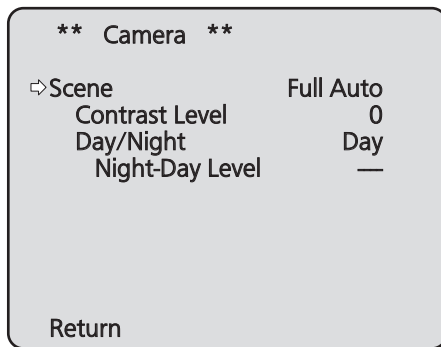 ** Camera **
⇨Scene Full Auto
Contrast Level 0
Day/Night Day
Night-Day Level ––
Return